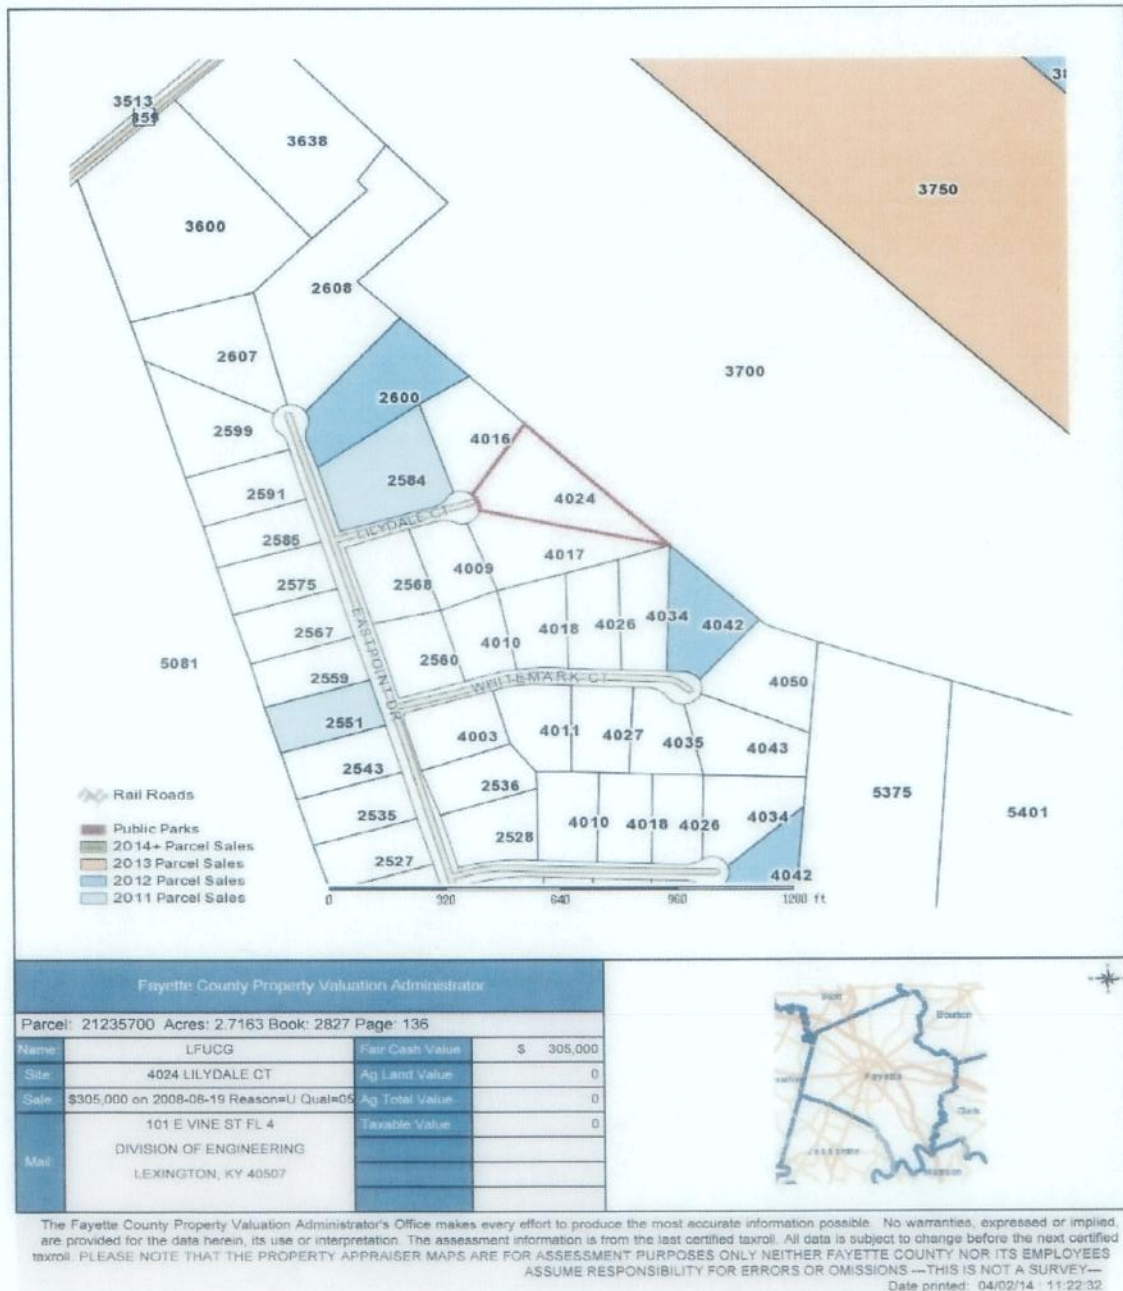 3513
859
3638
3600
3750
2608
3700
2607
2600
2599
4016
2591
2584
4024
LILYDALE CT
2585
4017
4009
2575
2568
4034
4026
4018
2567
4042
EASTPOINT DR
4010
2560
5081
2559
WHITEMARK CT
4050
2551
4003
4011
4027
4035
4043
2543
2536
5375
Rail Roads
5401
2535
4034
4010
4018
4026
Public Parks
2528
2014+ Parcel Sales
2527
2013 Parcel Sales
4042
2012 Parcel Sales
2011 Parcel Sales
0 320 640 960 1280 ft
Fayette County Property Valuation Administrator
Parcel: 21235700 Acres: 2.7163 Book: 2827 Page: 136
Name: LFUCG Fair Cash Value $ 305,000
Site: 4024 LILYDALE CT Ag Land Value 0
Sale: $305,000 on 2008-08-19 Reason=U Qual=05 Ag Total Value 0
Mail: 101 E VINE ST FL 4 Taxable Value 0
DIVISION OF ENGINEERING
LEXINGTON, KY 40507
Scott
Bourbon
Fayette
Clark
Jessamine
Madison
The Fayette County Property Valuation Administrator's Office makes every effort to produce the most accurate information possible. No warranties, expressed or implied,
are provided for the data herein, its use or interpretation. The assessment information is from the last certified taxroll. All data is subject to change before the next certified
taxroll. PLEASE NOTE THAT THE PROPERTY APPRAISER MAPS ARE FOR ASSESSMENT PURPOSES ONLY NEITHER FAYETTE COUNTY NOR ITS EMPLOYEES
ASSUME RESPONSIBILITY FOR ERRORS OR OMISSIONS ---THIS IS NOT A SURVEY---
Date printed: 04/02/14 : 11:22:32